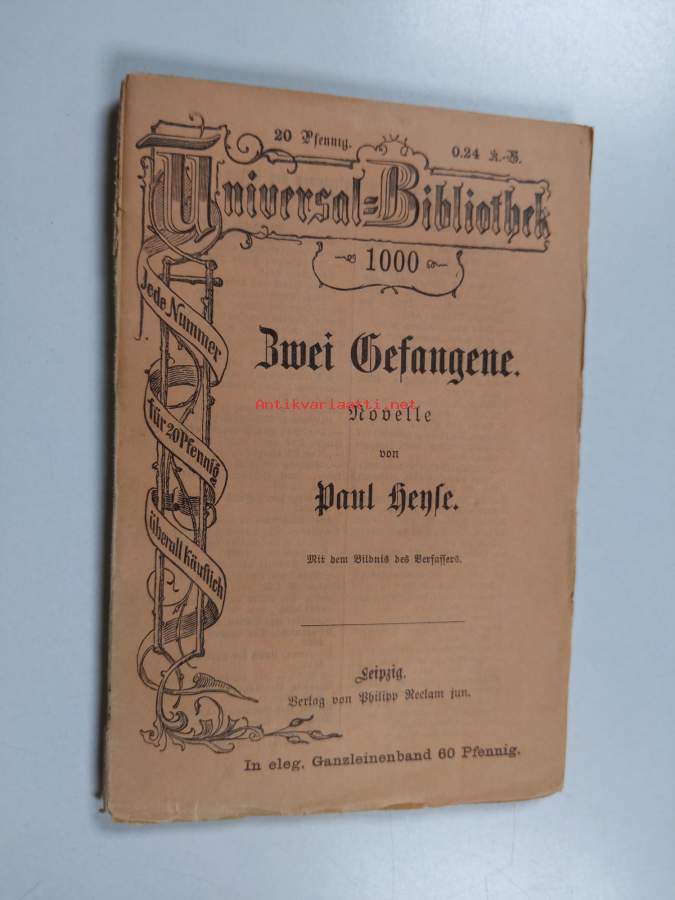 20 Pfennig. 0.24 K.-W.
Universal=Bibliothek
1000
Jede Nummer
für 20 Pfennig
überall käuflich
Zwei Gefangene.
Antikvariaatti.net
Novelle
von
Paul Heyse.
Mit dem Bildnis des Verfassers.
Leipzig.
Verlag von Philipp Reclam jun.
In eleg. Ganzleinenband 60 Pfennig.